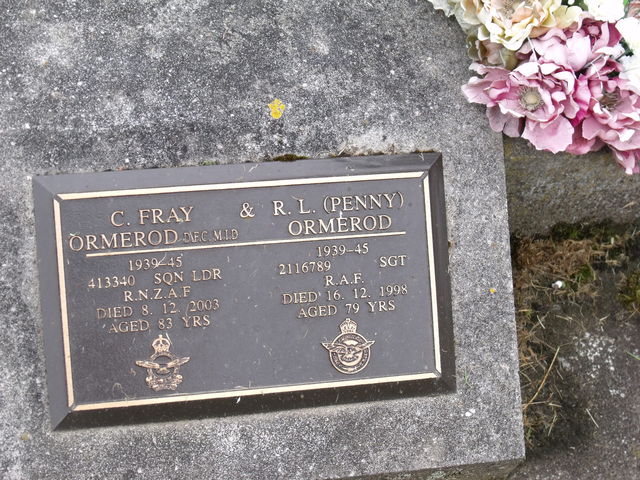 C. FRAY & R. L. (PENNY)
ORMEROD D.F.C. M.I.D ORMEROD
1939-45
413340 SQN LDR
R.N.Z.A.F
DIED 8. 12. 2003
AGED 83 YRS
1939-45
2116789 SGT
R.A.F.
DIED 16. 12. 1998
AGED 79 YRS